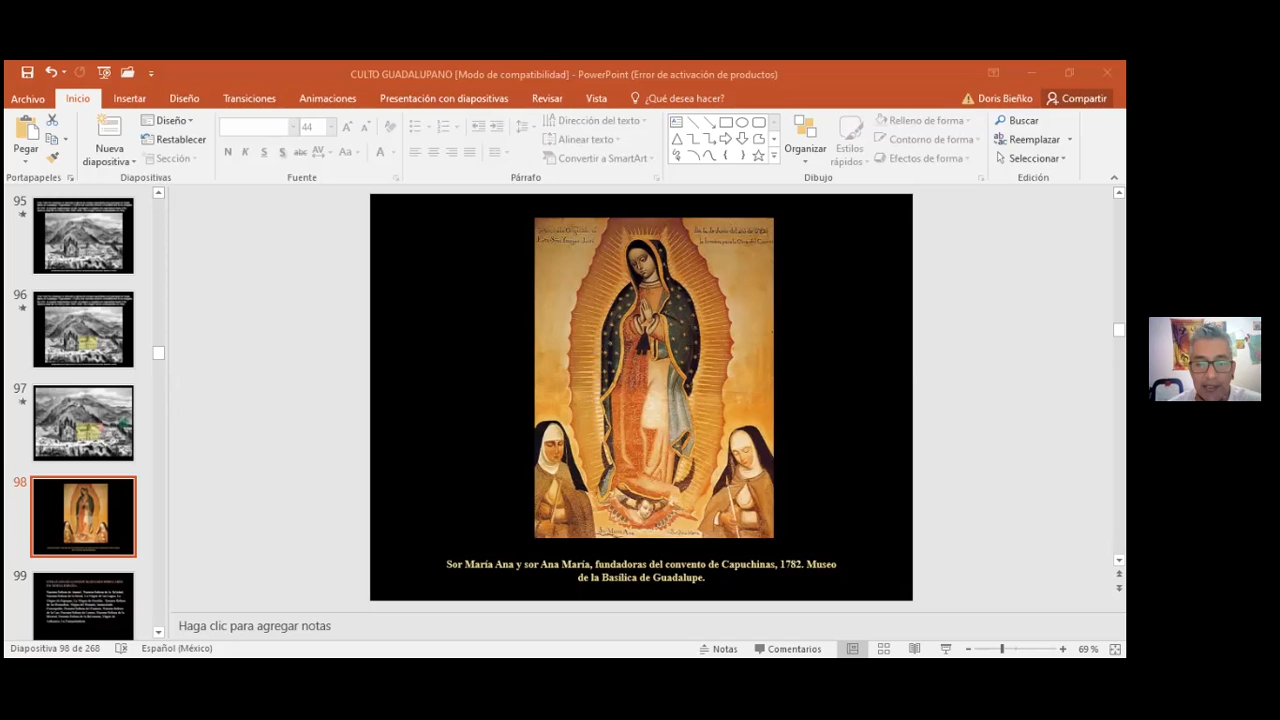 CULTO GUADALUPANO [Modo de compatibilidad] - PowerPoint (Error de activación de productos)
Archivo Inicio Insertar Diseño Transiciones Animaciones Presentación con diapositivas Revisar Vista ¿Qué desea hacer? Doris Bieñko Compartir
Pegar
Nueva diapositiva
Diseño
Restablecer
Sección
44
N K S abc AV Aa A
Dirección del texto
Alinear texto
Convertir a SmartArt
Organizar
Estilos rápidos
Relleno de forma
Contorno de forma
Efectos de forma
Buscar
Reemplazar
Seleccionar
Portapapeles Diapositivas Fuente Párrafo Dibujo Edición
95
96
97
98
99
Sor María Ana y sor Ana María, fundadoras del convento de Capuchinas, 1782. Museo
de la Basílica de Guadalupe.
Haga clic para agregar notas
Diapositiva 98 de 268 Español (México) Notas Comentarios 69 %